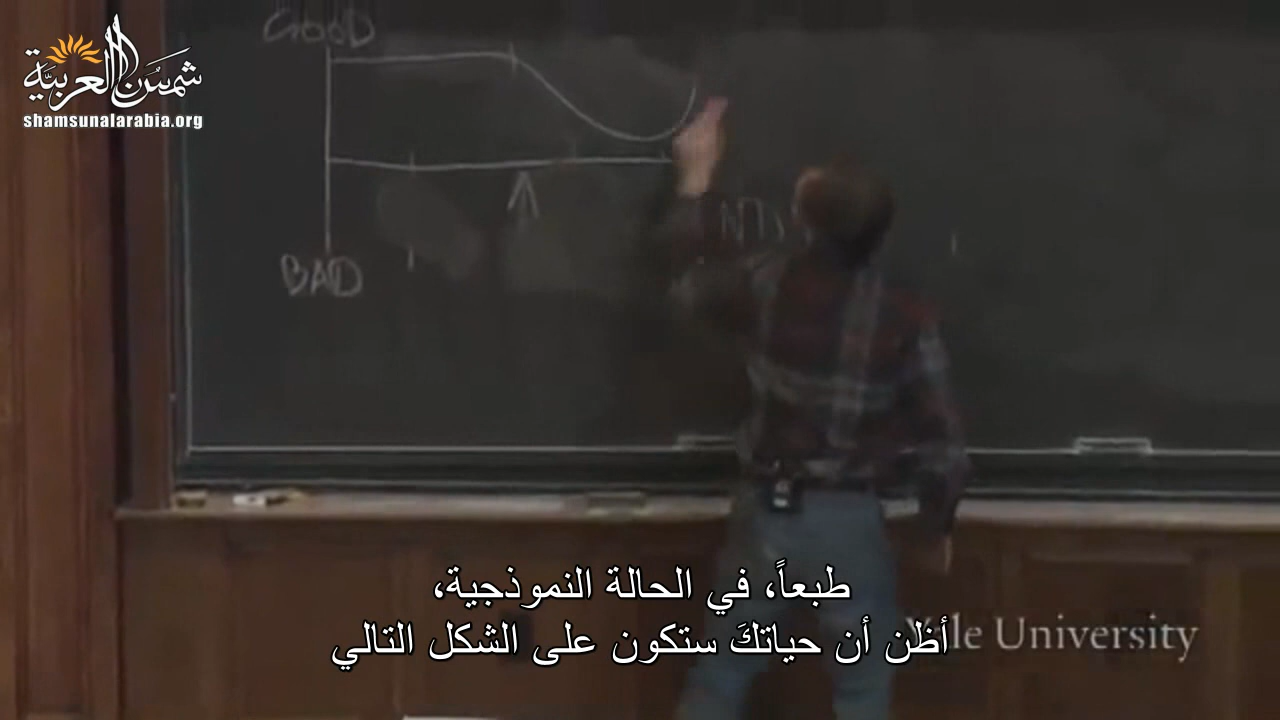 شمس العربية
shamsunalarabia.org
GOOD
BAD
طبعاً، في الحالة النموذجية،
أظن أن حياتكَ ستكون على الشكل التالي
Yale University